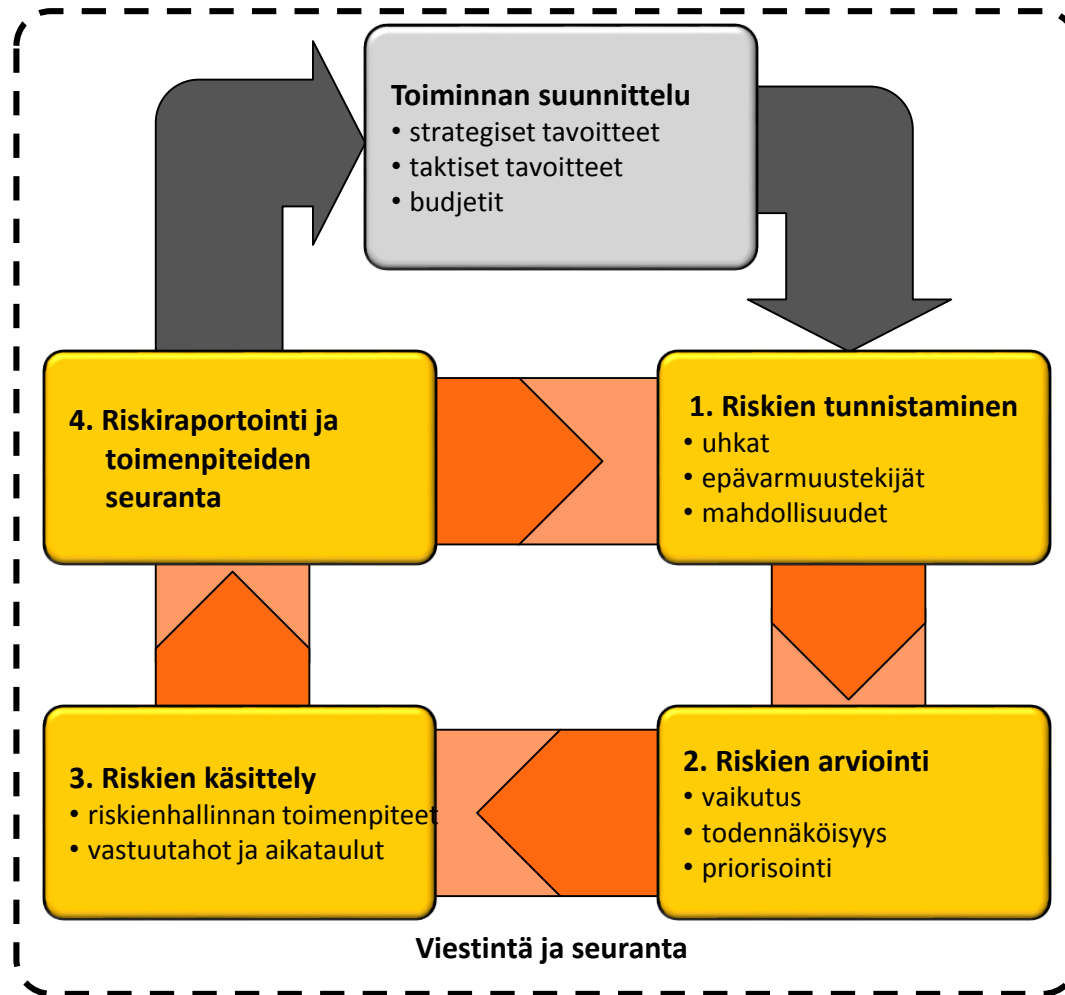 Toiminnan suunnittelu
• strategiset tavoitteet
• taktiset tavoitteet
• budjetit
1. Riskien tunnistaminen
• uhkat
• epävarmuustekijät
• mahdollisuudet
2. Riskien arviointi
• vaikutus
• todennäköisyys
• priorisointi
3. Riskien käsittely
• riskienhallinnan toimenpiteet
• vastuutahot ja aikataulut
4. Riskiraportointi ja
toimenpiteiden
seuranta
Viestintä ja seuranta